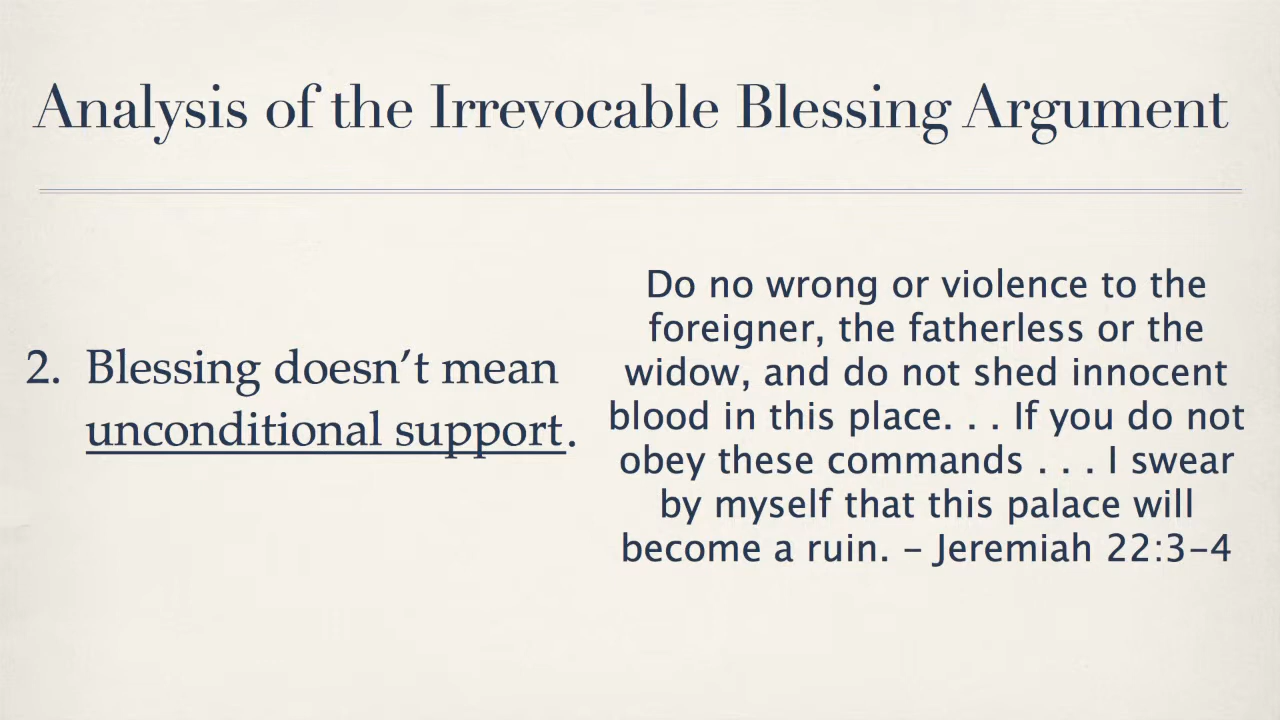 Analysis of the Irrevocable Blessing Argument
2. Blessing doesn’t mean
unconditional support.
Do no wrong or violence to the
foreigner, the fatherless or the
widow, and do not shed innocent
blood in this place. . . If you do not
obey these commands . . . I swear
by myself that this palace will
become a ruin. – Jeremiah 22:3–4